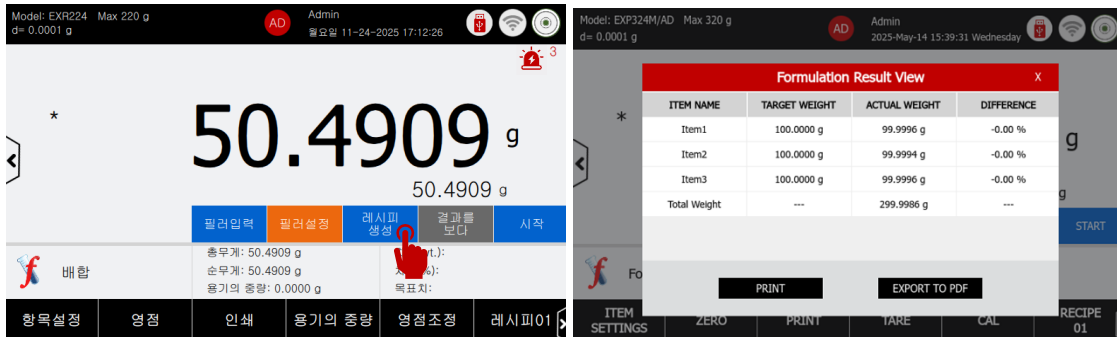 Model: EXR224 Max 220 g
d= 0.0001 g
AD
Admin
월요일 11-24-2025 17:12:26
3
*
50.4909 g
50.4909 g
필러입력
필러설정
레시피
생성
결과를
보다
시작
배합
총무게: 50.4909 g
순무게: 50.4909 g
용기의 중량: 0.0000 g
목표치:
항목설정
영점
인쇄
용기의 중량
영점조정
레시피01
Model: EXP324M/AD Max 320 g
d= 0.0001 g
AD
Admin
2025-May-14 15:39:31 Wednesday
*
g
g
Formulation Result View X
ITEM NAME TARGET WEIGHT ACTUAL WEIGHT DIFFERENCE
Item1 100.0000 g 99.9996 g -0.00 %
Item2 100.0000 g 99.9994 g -0.00 %
Item3 100.0000 g 99.9996 g -0.00 %
Total Weight --- 299.9986 g ---
PRINT
EXPORT TO PDF
START
Fo
ITEM
SETTINGS
ZERO
PRINT
TARE
CAL
RECIPE
01